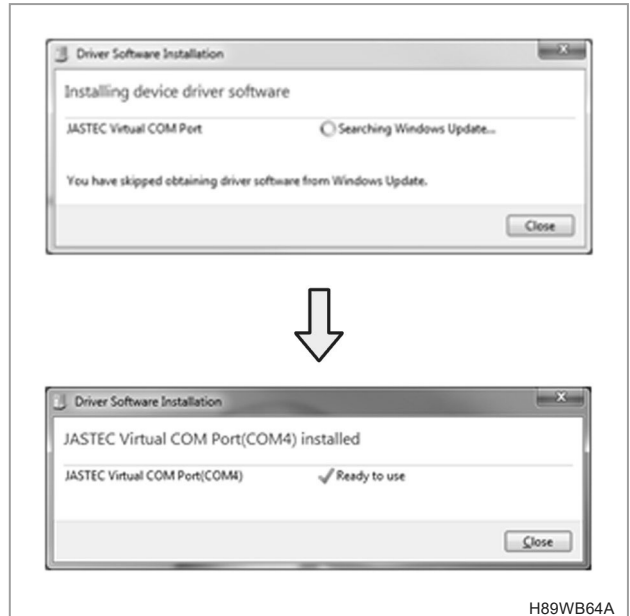 Driver Software Installation
x
Installing device driver software
JASTEC Virtual COM Port Searching Windows Update...
You have skipped obtaining driver software from Windows Update.
Close
Driver Software Installation
x
JASTEC Virtual COM Port(COM4) installed
JASTEC Virtual COM Port(COM4) Ready to use
Close
H89WB64A